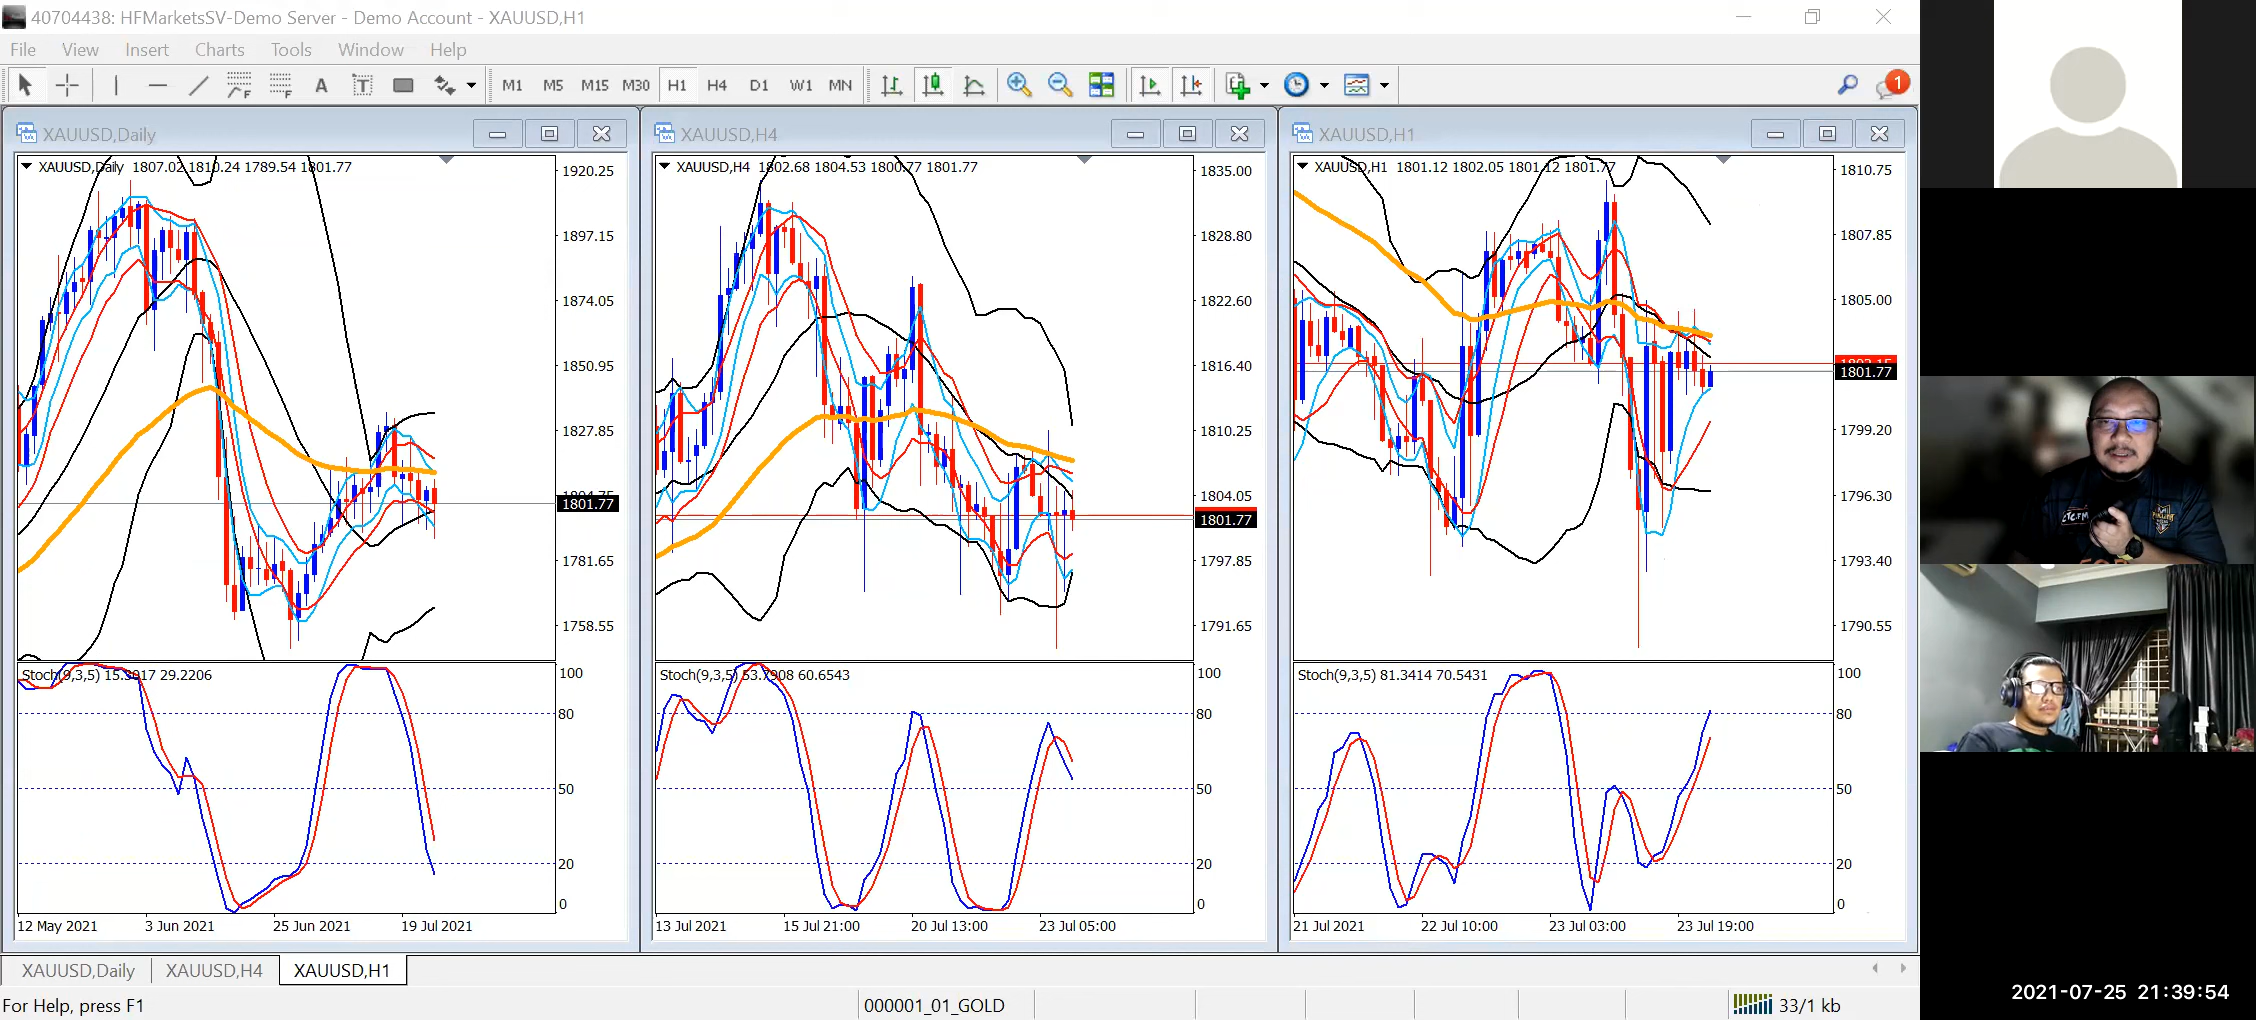 40704438: HFMarketsSV-Demo Server - Demo Account - XAUUSD,H1
File View Insert Charts Tools Window Help
A T M1 M5 M15 M30 H1 H4 D1 W1 MN 1
XAUUSD,Daily
XAUUSD,Daily 1807.02 1810.24 1789.54 1801.77
1920.25
1897.15
1874.05
1850.95
1827.85
1801.77
1781.65
1758.55
Stoch(9,3,5) 15.3017 29.2206
100
80
50
20
0
12 May 2021 3 Jun 2021 25 Jun 2021 19 Jul 2021
XAUUSD,H4
XAUUSD,H4 1802.68 1804.53 1800.77 1801.77
1835.00
1828.80
1822.60
1816.40
1810.25
1804.05
1801.77
1797.85
1791.65
Stoch(9,3,5) 53.7908 60.6543
100
80
50
20
0
13 Jul 2021 15 Jul 21:00 20 Jul 13:00 23 Jul 05:00
XAUUSD,H1
XAUUSD,H1 1801.12 1802.05 1801.12 1801.77
1810.75
1807.85
1805.00
1801.77
1799.20
1796.30
1793.40
1790.55
Stoch(9,3,5) 81.3414 70.5431
100
80
50
20
0
21 Jul 2021 22 Jul 10:00 23 Jul 03:00 23 Jul 19:00
XAUUSD,Daily XAUUSD,H4 XAUUSD,H1
For Help, press F1 000001_01_GOLD 33/1 kb
2021-07-25 21:39:54